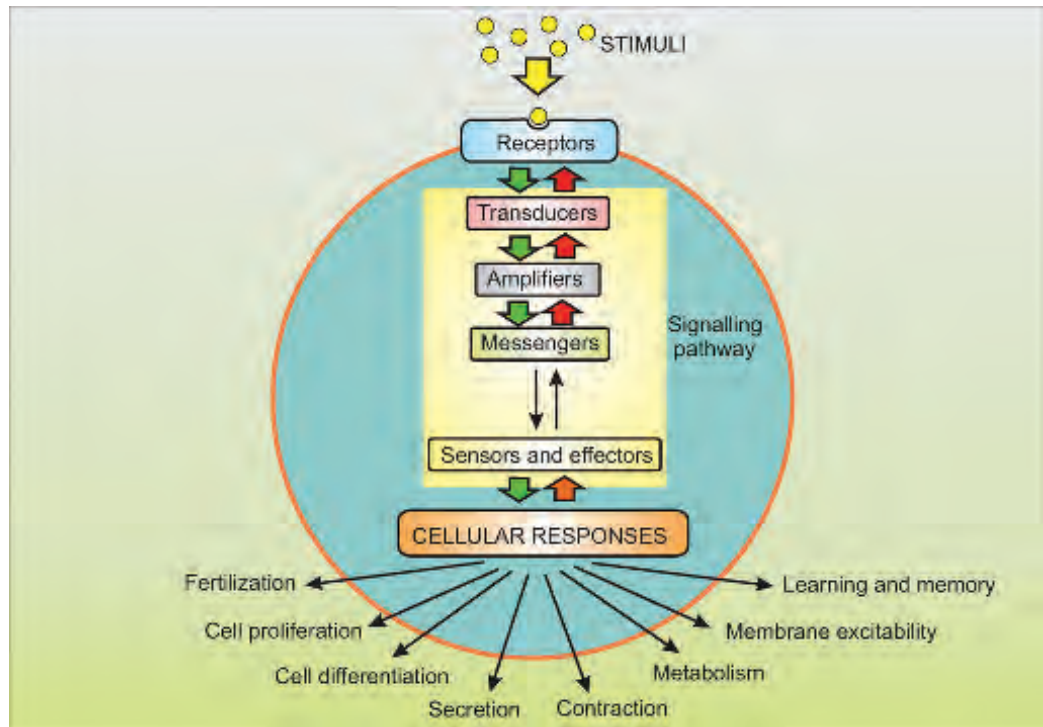 STIMULI
Receptors
Transducers
Amplifiers
Messengers
Signalling
pathway
Sensors and effectors
CELLULAR RESPONSES
Fertilization
Cell proliferation
Cell differentiation
Secretion
Contraction
Metabolism
Membrane excitability
Learning and memory